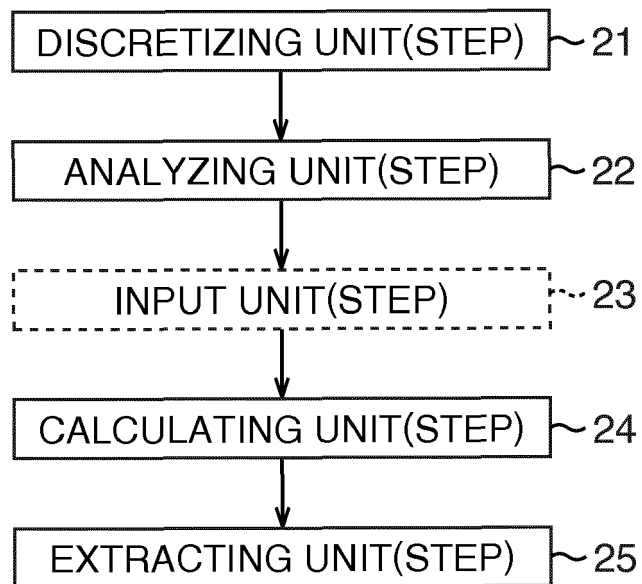 DISCRETIZING UNIT(STEP) 21
ANALYZING UNIT(STEP) 22
INPUT UNIT(STEP) 23
CALCULATING UNIT(STEP) 24
EXTRACTING UNIT(STEP) 25